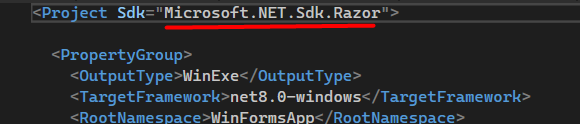 <Project Sdk="Microsoft.NET.Sdk.Razor">
<PropertyGroup>
<OutputType>WinExe</OutputType>
<TargetFramework>net8.0-windows</TargetFramework>
<RootNamespace>WinFormsApp</RootNamespace>